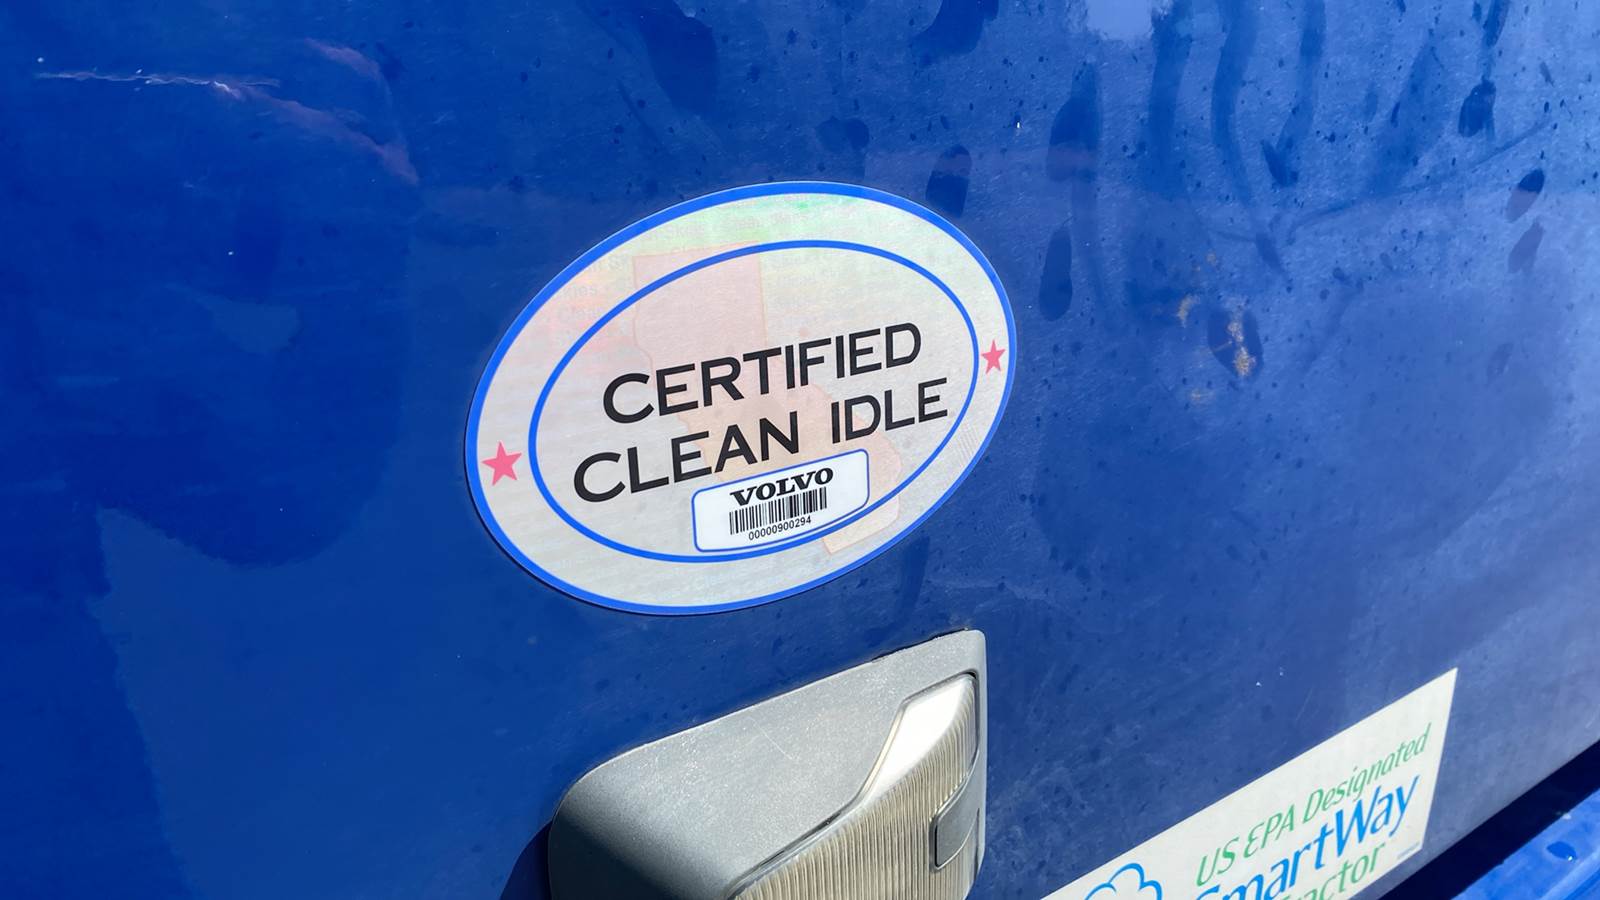 CERTIFIED
CLEAN IDLE
VOLVO
00000900294
US EPA Designated
SmartWay